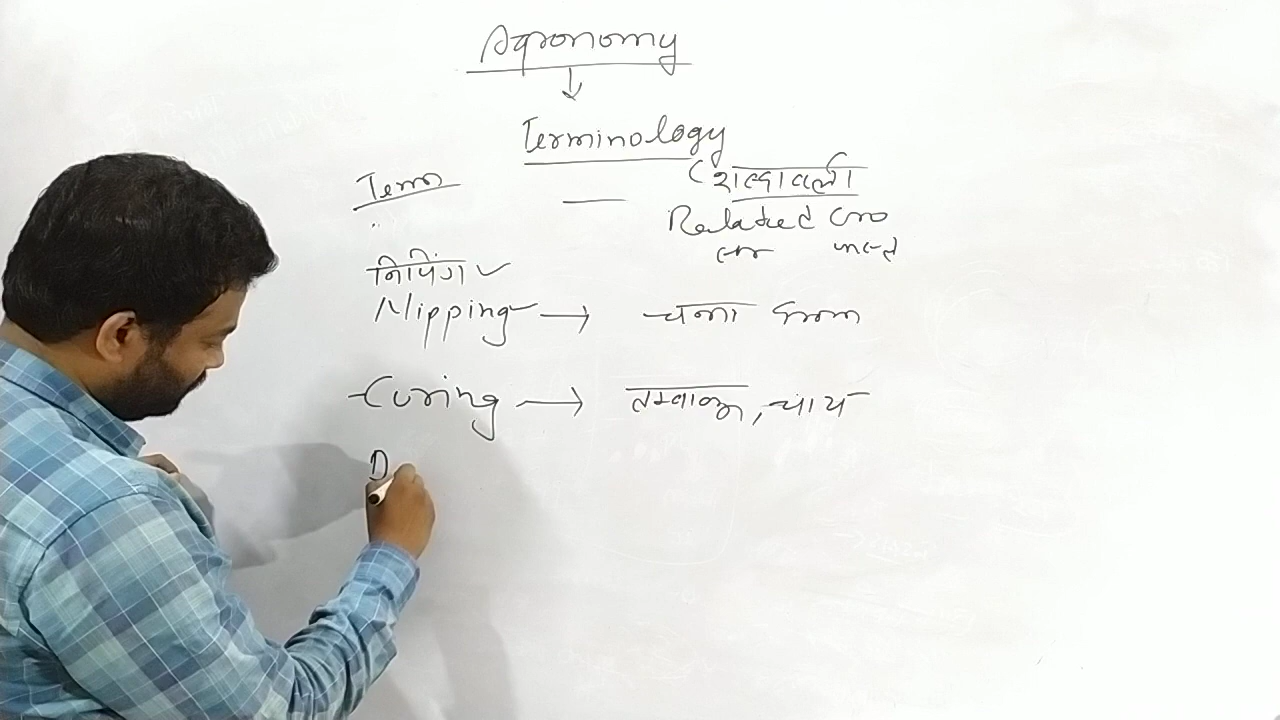 Agronomy
Terminology
(शब्दावली
Term —
Related
निपिंग ✓
Nipping → चना
Curing → तम्बाकू, चाय
D